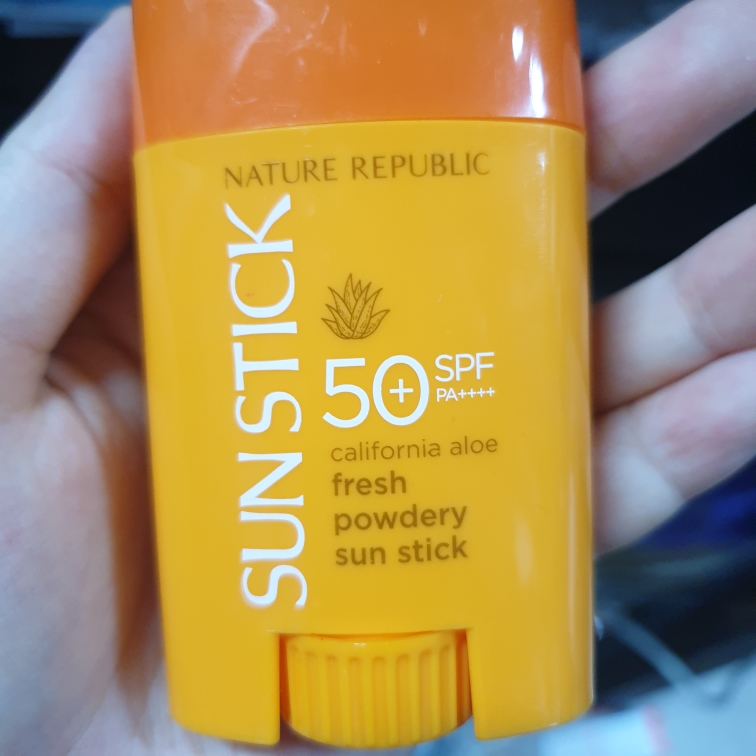 NATURE REPUBLIC
SUN STICK
50+
SPF
PA++++
california aloe
fresh
powdery
sun stick